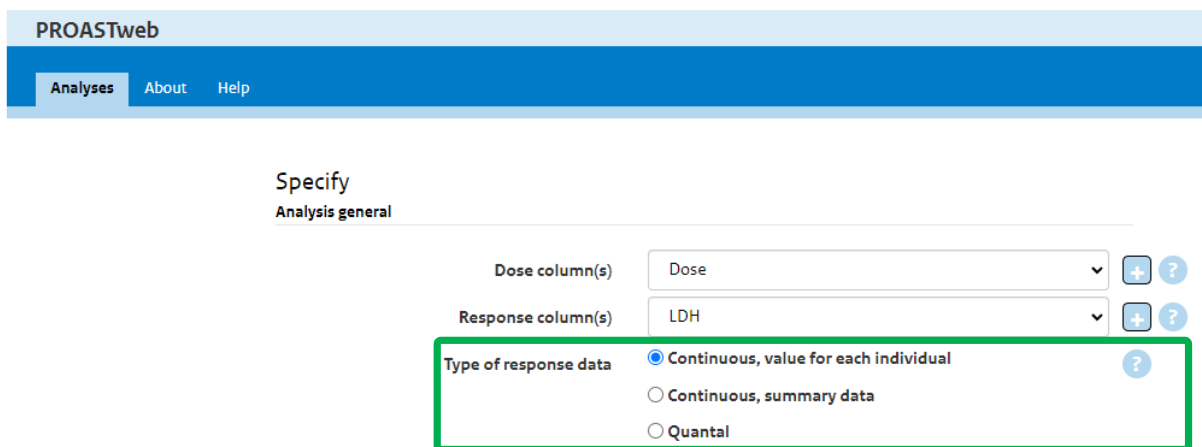 PROASTweb
Analyses About Help
Specify
Analysis general
Dose column(s) Dose + ?
Response column(s) LDH + ?
Type of response data Continuous, value for each individual ?
Continuous, summary data
Quantal